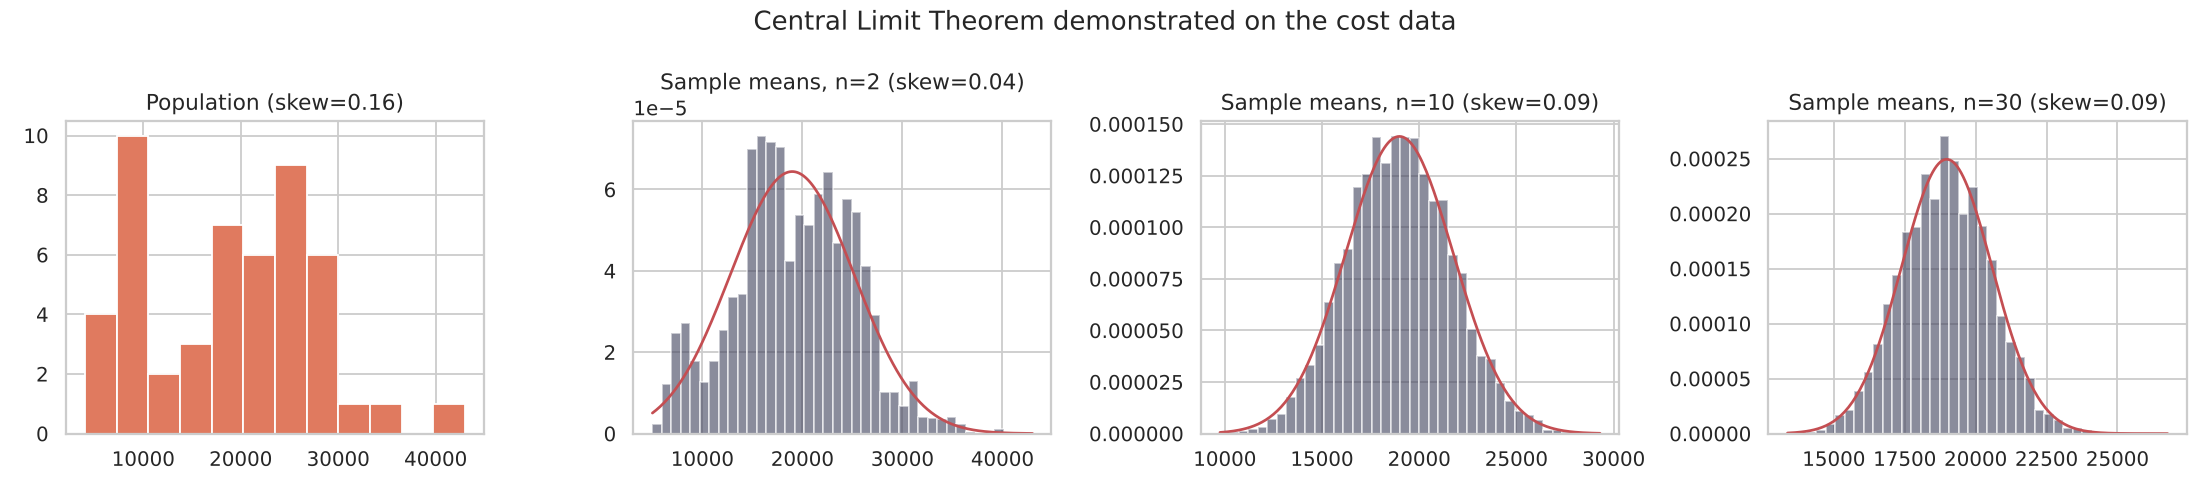 Central Limit Theorem demonstrated on the cost data
Population (skew=0.16)
10
8
6
4
2
0
10000 20000 30000 40000
Sample means, n=2 (skew=0.04)
1e−5
6
4
2
0
10000 20000 30000 40000
Sample means, n=10 (skew=0.09)
0.000150
0.000125
0.000100
0.000075
0.000050
0.000025
0.000000
10000 15000 20000 25000 30000
Sample means, n=30 (skew=0.09)
0.00025
0.00020
0.00015
0.00010
0.00005
0.00000
15000 17500 20000 22500 25000